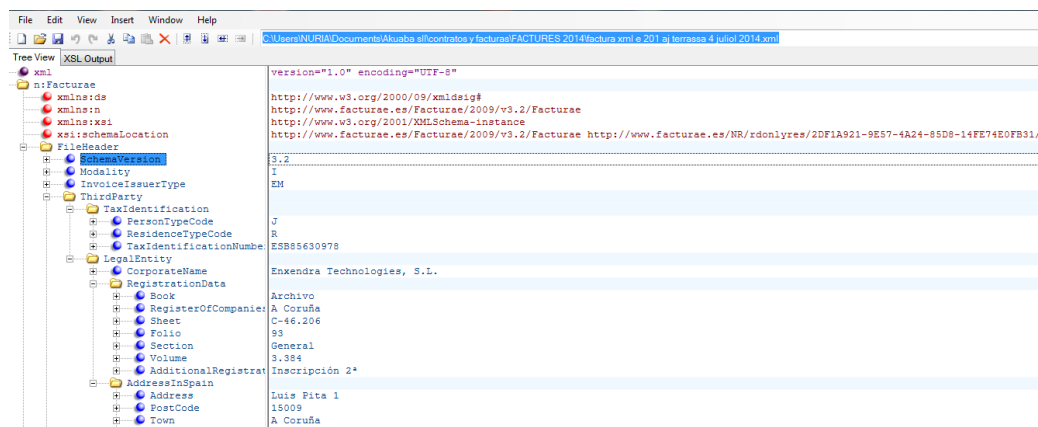 File Edit View Insert Window Help
C:\Users\NURIA\Documents\Akuaba sll\contratos y facturas\FACTURES 2014\factura xml e 201 aj terrassa 4 juliol 2014.xml
Tree View XSL Output
xml version="1.0" encoding="UTF-8"
n:Facturae
xmlns:ds http://www.w3.org/2000/09/xmldsig#
xmlns:n http://www.facturae.es/Facturae/2009/v3.2/Facturae
xmlns:xsi http://www.w3.org/2001/XMLSchema-instance
xsi:schemaLocation http://www.facturae.es/Facturae/2009/v3.2/Facturae http://www.facturae.es/NR/rdonlyres/2DF1A921-9E57-4A24-85D8-14FE74E0FB31/
FileHeader
SchemaVersion 3.2
Modality I
InvoiceIssuerType EM
ThirdParty
TaxIdentification
PersonTypeCode J
ResidenceTypeCode R
TaxIdentificationNumbe ESB85630978
LegalEntity
CorporateName Enxendra Technologies, S.L.
RegistrationData
Book Archivo
RegisterOfCompanies A Coruña
Sheet C-46.206
Folio 93
Section General
Volume 3.384
AdditionalRegistrat Inscripción 2ª
AddressInSpain
Address Luis Pita 1
PostCode 15009
Town A Coruña